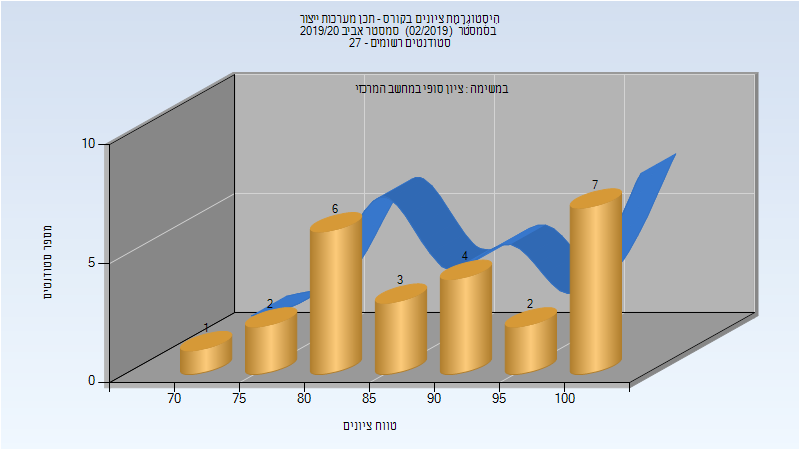 היסטוגרמת ציונים בקורס - תכן מערכות ייצור
בסמסטר (02/2019) סמסטר אביב 2019/20
סטודנטים רשומים - 27
במשימה : ציון סופי במחשב המרכזי
מספר סטודנטים
10
5
0
1
2
6
3
4
2
7
70
75
80
85
90
95
100
טווח ציונים